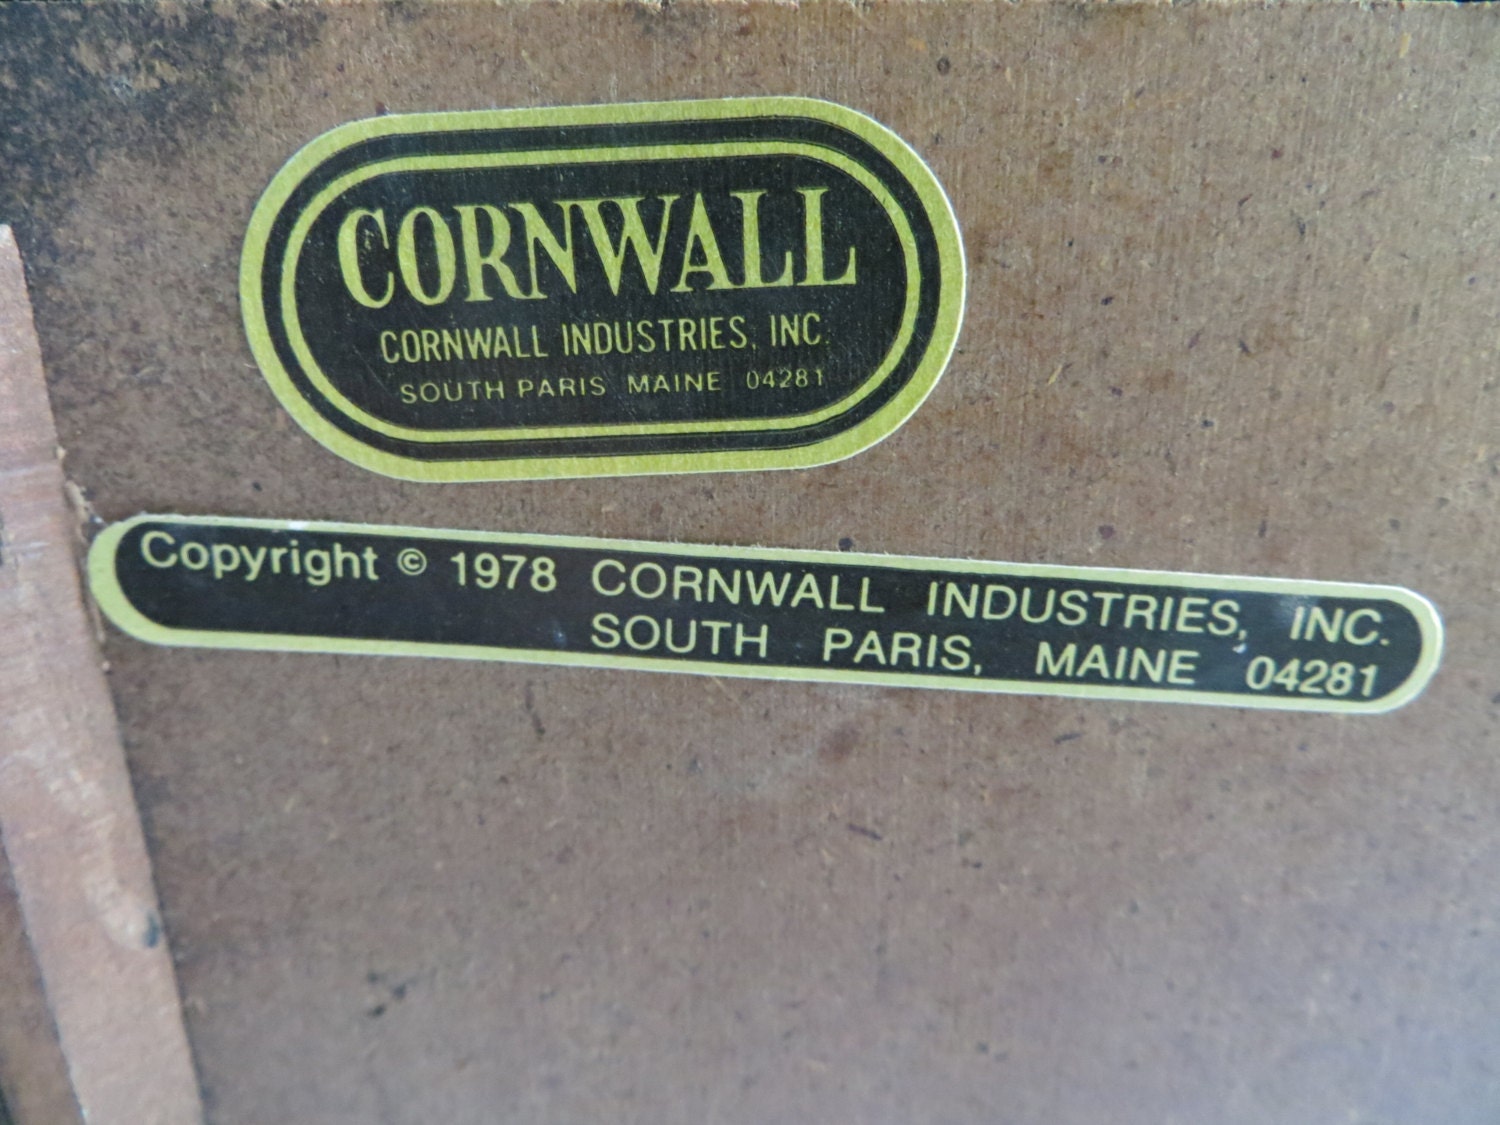 CORNWALL
CORNWALL INDUSTRIES, INC.
SOUTH PARIS MAINE 04281
Copyright © 1978 CORNWALL INDUSTRIES, INC.
SOUTH PARIS, MAINE 04281